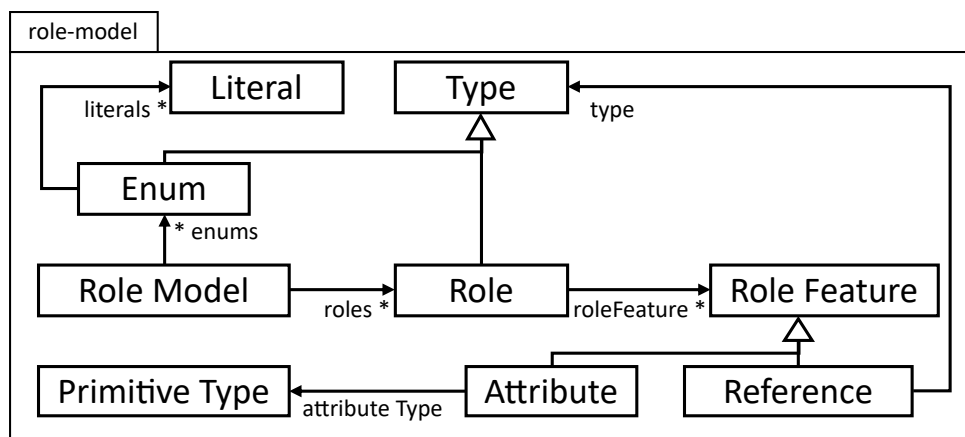 role-model
Literal
Type
literals *
type
Enum
* enums
Role Model
Role
Role Feature
roles *
roleFeature *
Primitive Type
Attribute
Reference
attribute Type